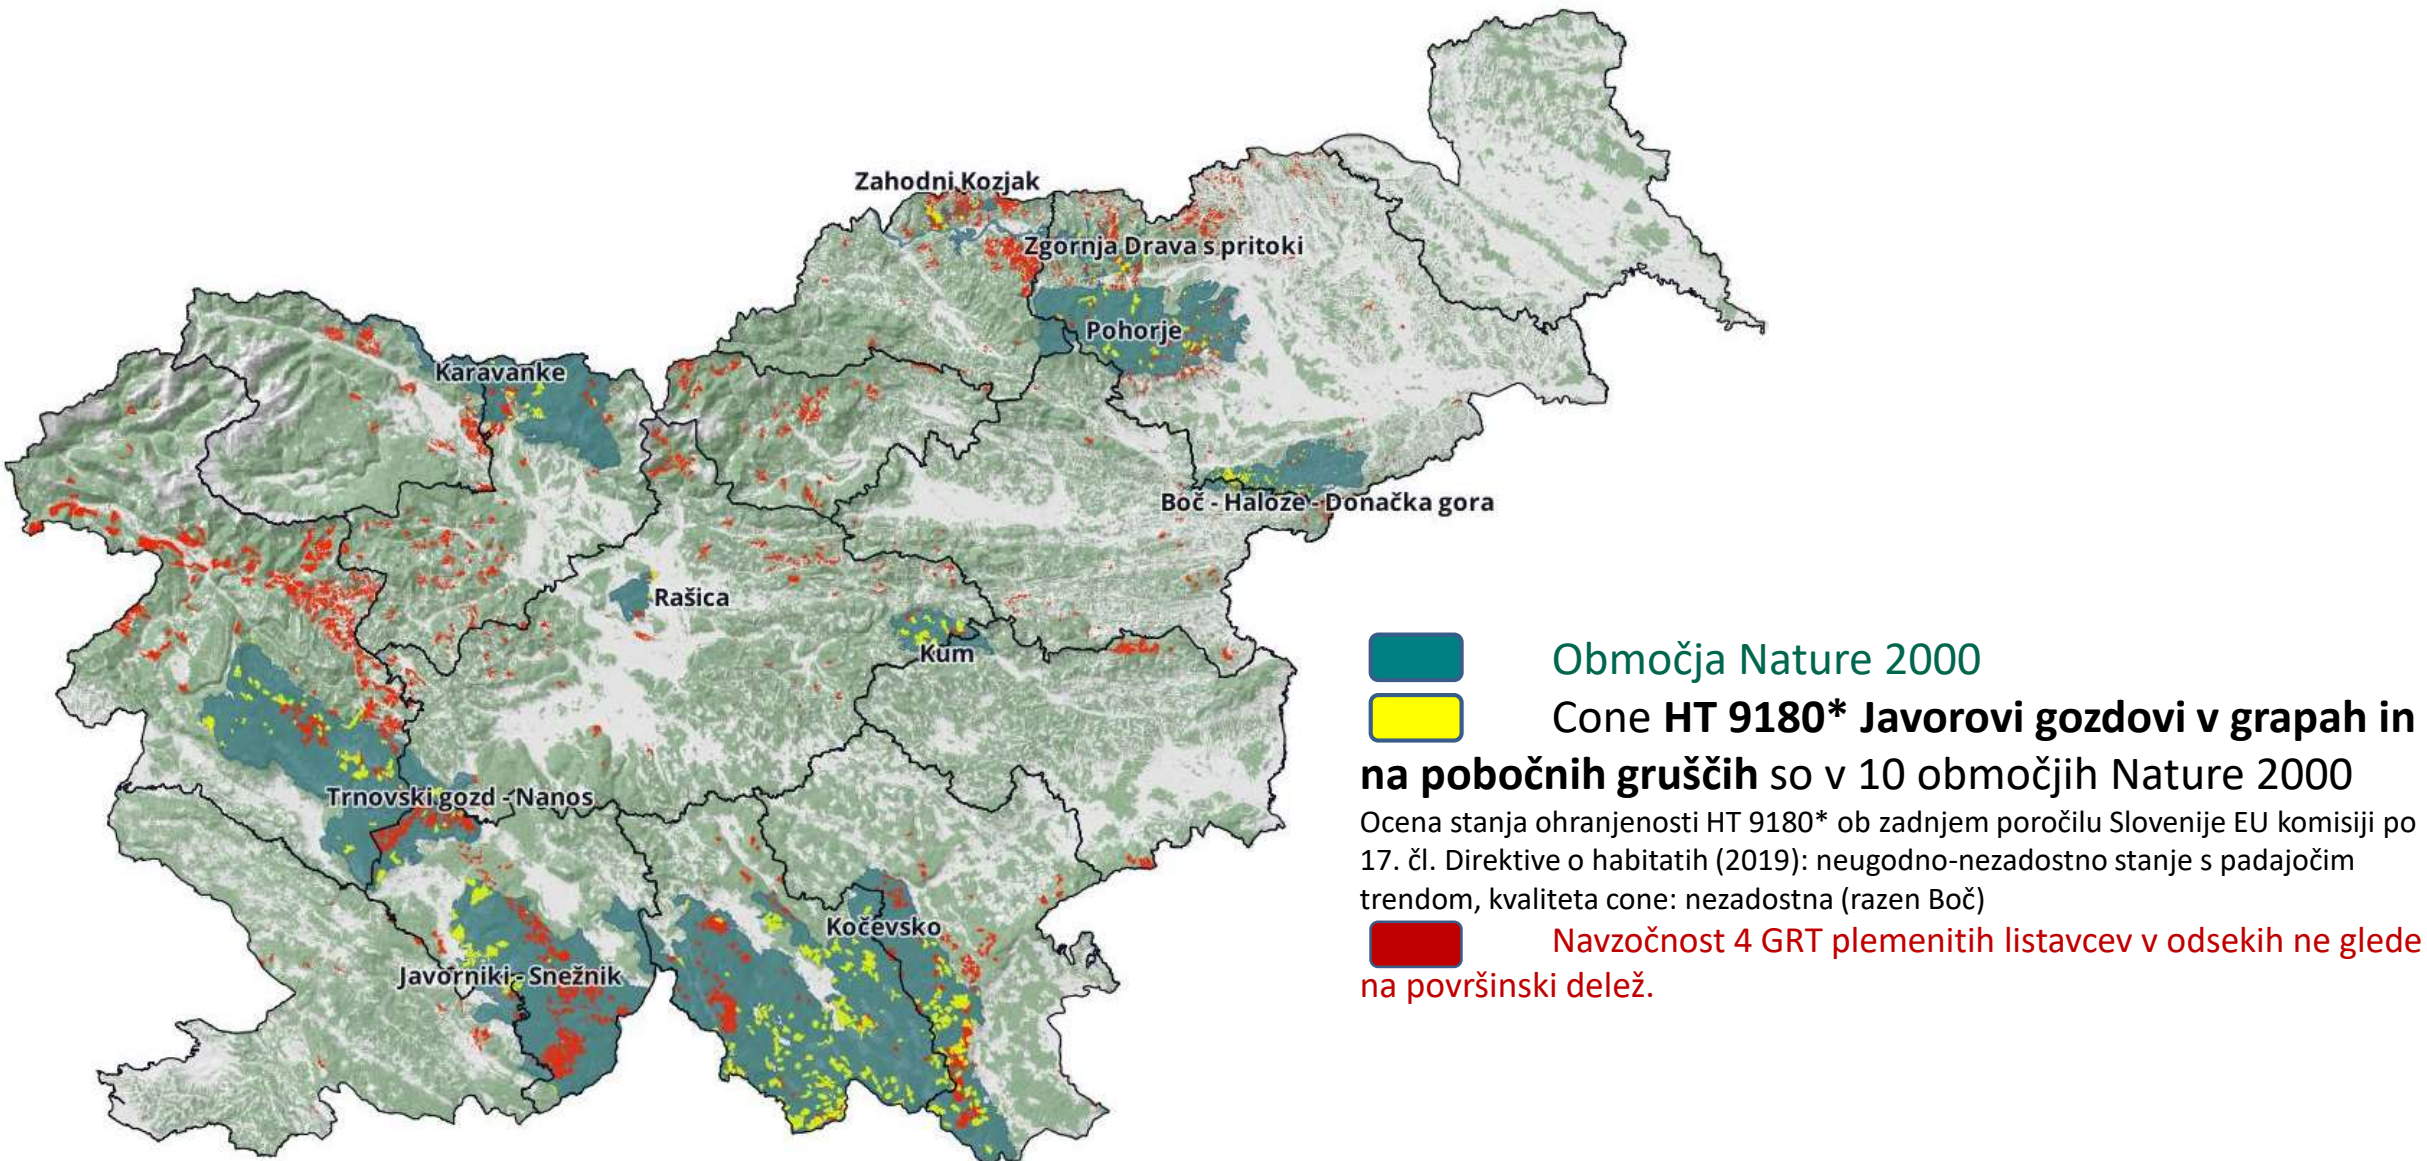 Zahodni Kozjak
Zgornja Drava s pritoki
Pohorje
Karavanke
Boč - Haloze - Donačka gora
Rašica
Kum
Trnovski gozd - Nanos
Kočevsko
Javorniki - Snežnik
Območja Nature 2000
Cone HT 9180* Javorovi gozdovi v grapah in
na pobočnih gruščih so v 10 območjih Nature 2000
Ocena stanja ohranjenosti HT 9180* ob zadnjem poročilu Slovenije EU komisiji po
17. čl. Direktive o habitatih (2019): neugodno-nezadostno stanje s padajočim
trendom, kvaliteta cone: nezadostna (razen Boč)
Navzočnost 4 GRT plemenitih listavcev v odsekih ne glede
na površinski delež.